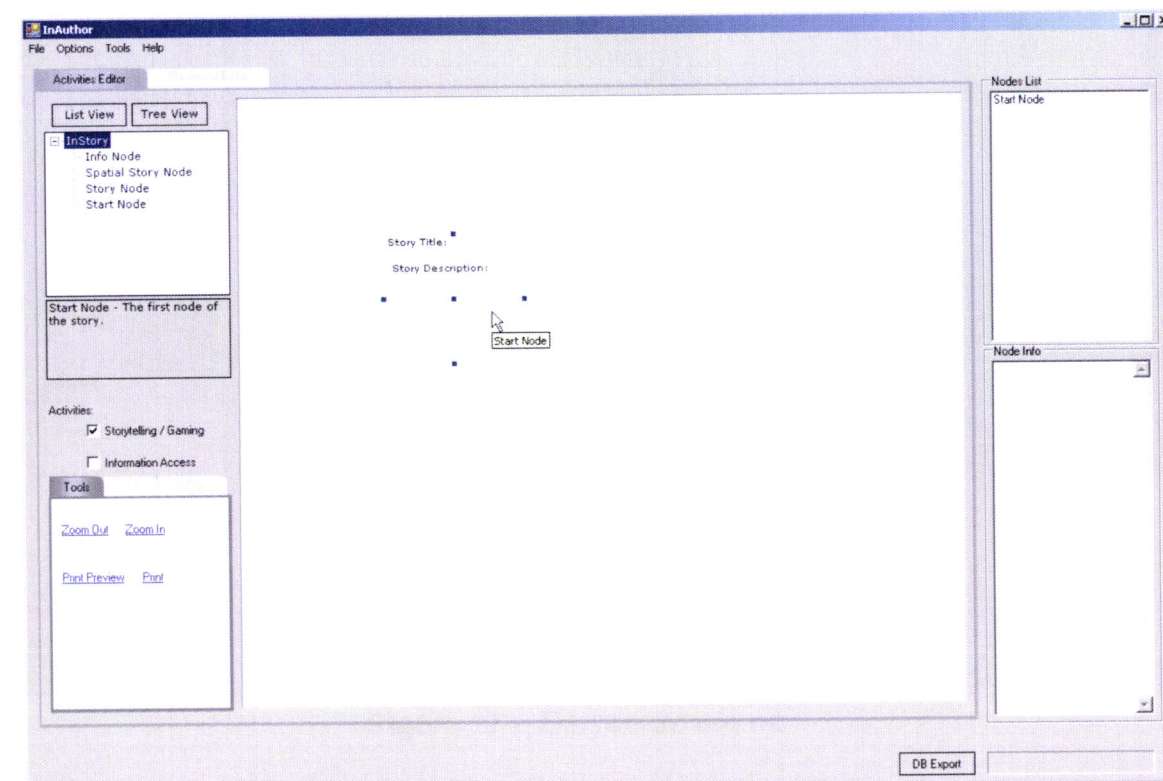 InAuthor
File Options Tools Help
Activities Editor
List View Tree View
InStory
Info Node
Spatial Story Node
Story Node
Start Node
Start Node - The first node of
the story.
Activities:
Storytelling / Gaming
Information Access
Tools
Zoom Out Zoom In
Print Preview Print
Story Title:
Story Description:
Start Node
Nodes List
Start Node
Node Info
DB Export